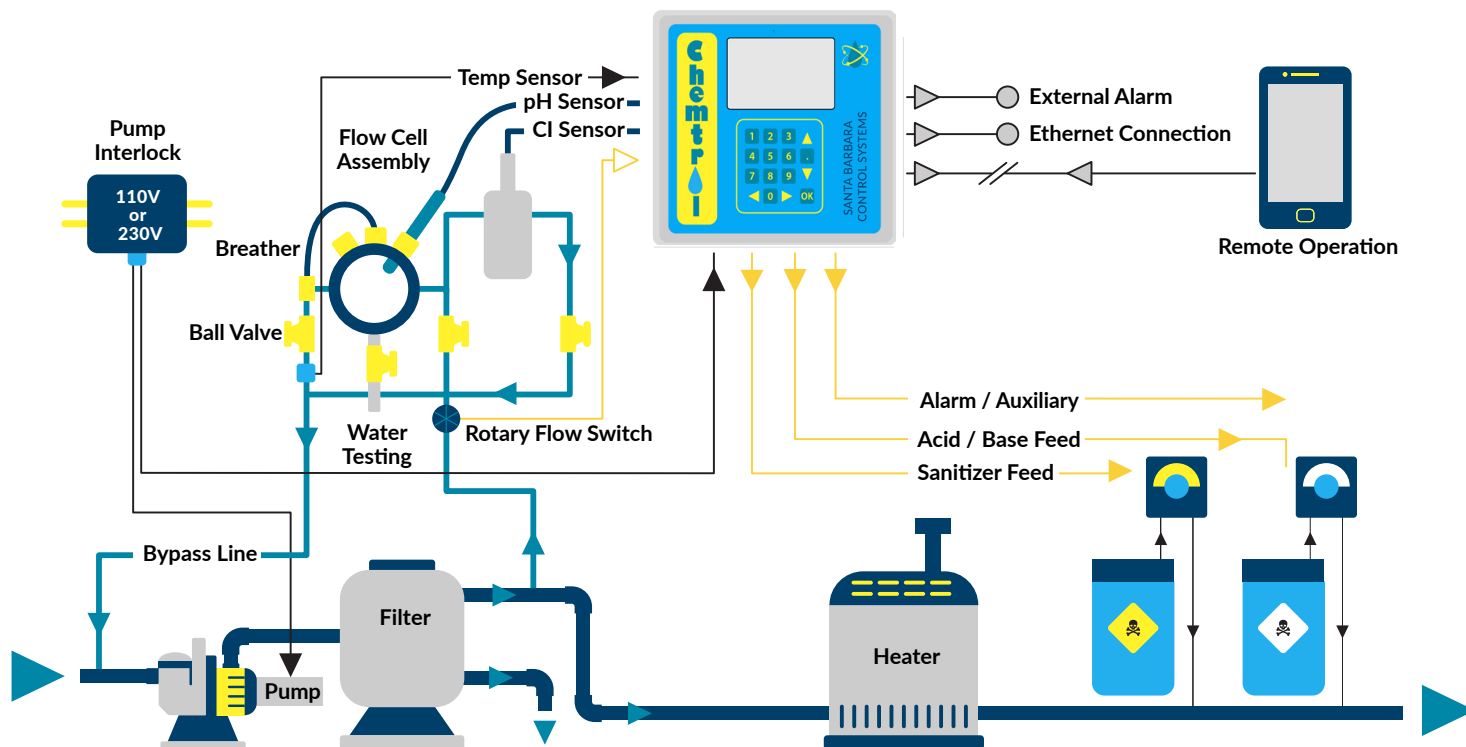 Chemtrol
1 2 3
4 5 6 .
7 8 9
0 OK
SANTA BARBARA
CONTROL SYSTEMS
Temp Sensor
pH Sensor
Cl Sensor
External Alarm
Ethernet Connection
Remote Operation
Pump
Interlock
110V
or
230V
Flow Cell
Assembly
Breather
Ball Valve
Water
Testing
Rotary Flow Switch
Alarm / Auxiliary
Acid / Base Feed
Sanitizer Feed
Bypass Line
Filter
Pump
Heater